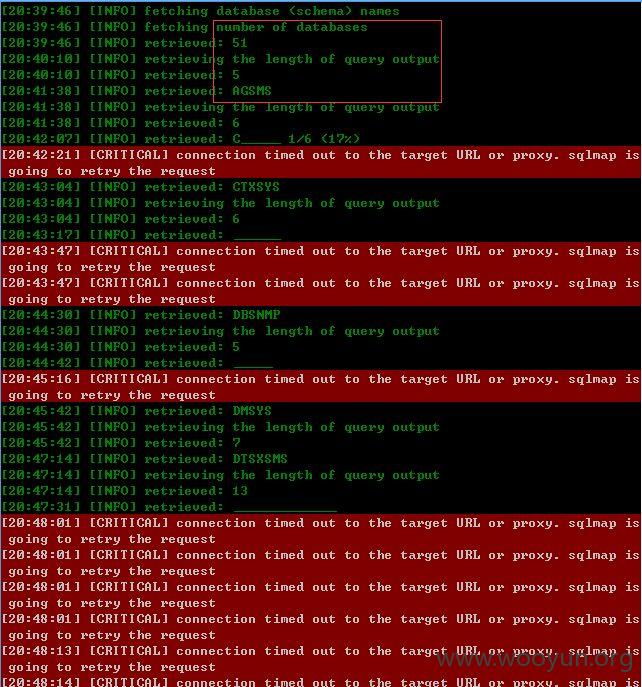 [20:39:46] [INFO] fetching database (schema) names
[20:39:46] [INFO] fetching number of databases
[20:39:46] [INFO] retrieved: 51
[20:40:10] [INFO] retrieving the length of query output
[20:40:10] [INFO] retrieved: 5
[20:41:38] [INFO] retrieved: AGSMS
[20:41:38] [INFO] retrieving the length of query output
[20:41:38] [INFO] retrieved: 6
[20:42:07] [INFO] retrieved: C_____ 1/6 (17%)
[20:42:21] [CRITICAL] connection timed out to the target URL or proxy. sqlmap is
going to retry the request
[20:43:04] [INFO] retrieved: CTXSYS
[20:43:04] [INFO] retrieving the length of query output
[20:43:04] [INFO] retrieved: 6
[20:43:17] [INFO] retrieved: ______
[20:43:47] [CRITICAL] connection timed out to the target URL or proxy. sqlmap is
going to retry the request
[20:43:47] [CRITICAL] connection timed out to the target URL or proxy. sqlmap is
going to retry the request
[20:44:30] [INFO] retrieved: DBSNMP
[20:44:30] [INFO] retrieving the length of query output
[20:44:30] [INFO] retrieved: 5
[20:44:42] [INFO] retrieved: _____
[20:45:16] [CRITICAL] connection timed out to the target URL or proxy. sqlmap is
going to retry the request
[20:45:42] [INFO] retrieved: DMSYS
[20:45:42] [INFO] retrieving the length of query output
[20:45:42] [INFO] retrieved: 7
[20:47:14] [INFO] retrieved: DTSXSMS
[20:47:14] [INFO] retrieving the length of query output
[20:47:14] [INFO] retrieved: 13
[20:47:31] [INFO] retrieved: _____________
[20:48:01] [CRITICAL] connection timed out to the target URL or proxy. sqlmap is
going to retry the request
[20:48:01] [CRITICAL] connection timed out to the target URL or proxy. sqlmap is
going to retry the request
[20:48:01] [CRITICAL] connection timed out to the target URL or proxy. sqlmap is
going to retry the request
[20:48:01] [CRITICAL] connection timed out to the target URL or proxy. sqlmap is
going to retry the request
[20:48:13] [CRITICAL] connection timed out to the target URL or proxy. sqlmap is
going to retry the request
[20:48:14] [CRITICAL] connection timed out to the target URL or proxy. sqlmap is
www.wooyun.org